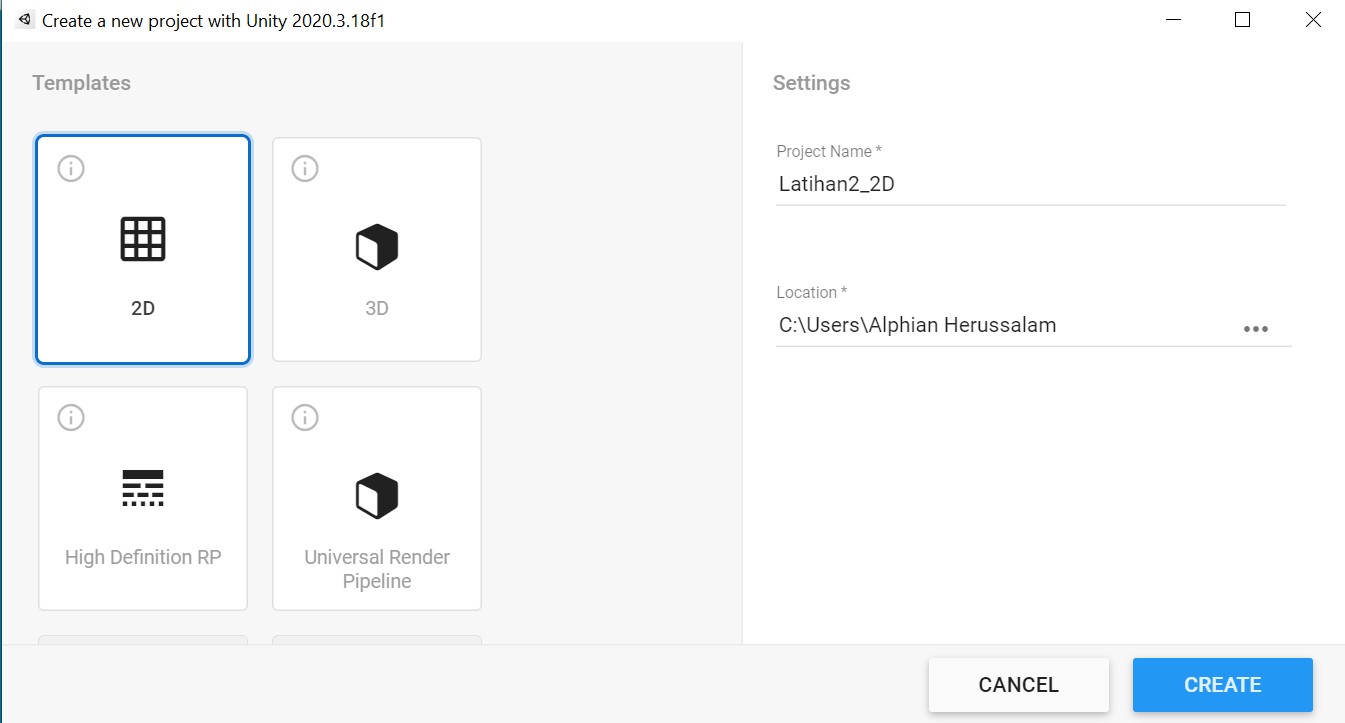 Create a new project with Unity 2020.3.18f1
Templates
2D
3D
High Definition RP
Universal Render
Pipeline
Settings
Project Name *
Latihan2_2D
Location *
C:\Users\Alphian Herussalam
CANCEL
CREATE